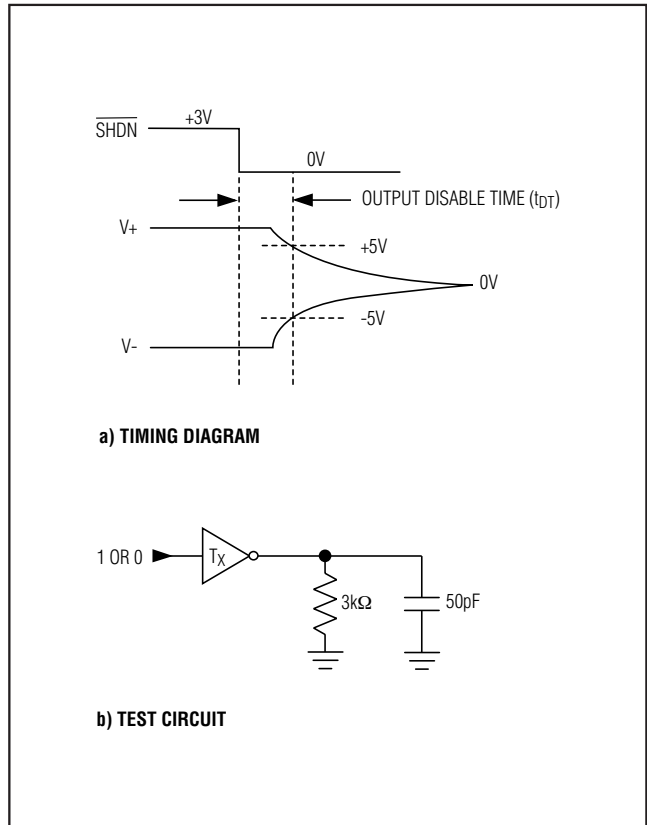 +3V
SHDN
0V
OUTPUT DISABLE TIME (tDT)
V+
+5V
0V
-5V
V-
a) TIMING DIAGRAM
1 OR 0
TX
3kΩ
50pF
b) TEST CIRCUIT